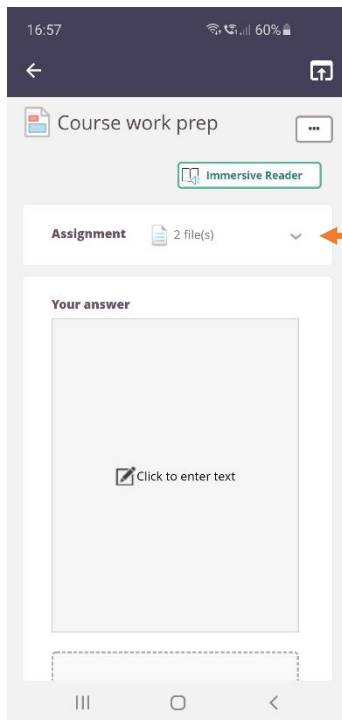 16:57 60%
Course work prep
Immersive Reader
Assignment 2 file(s)
Your answer
Click to enter text